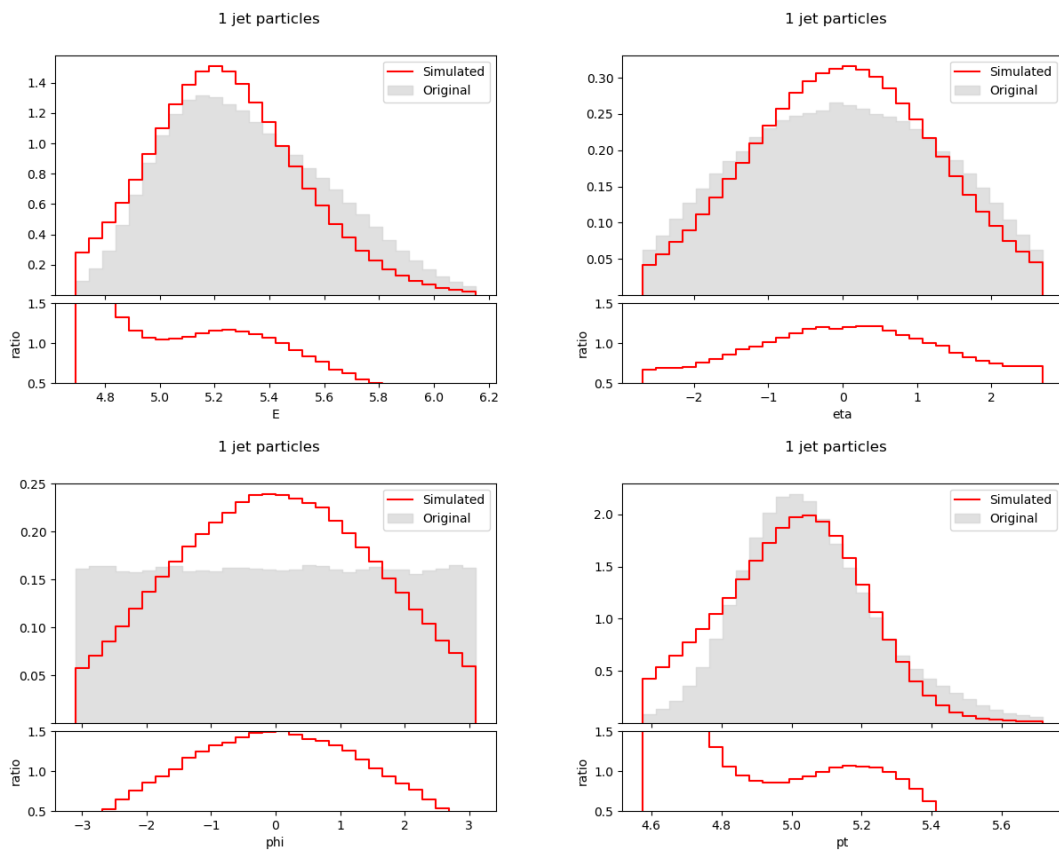 1 jet particles
1.4
1.2
1.0
0.8
0.6
0.4
0.2
Simulated
Original
1.5
1.0
0.5
ratio
4.8 5.0 5.2 5.4 5.6 5.8 6.0 6.2
E
1 jet particles
0.30
0.25
0.20
0.15
0.10
0.05
Simulated
Original
1.5
1.0
0.5
ratio
−2 −1 0 1 2
eta
1 jet particles
0.25
0.20
0.15
0.10
0.05
Simulated
Original
1.5
1.0
0.5
ratio
−3 −2 −1 0 1 2 3
phi
1 jet particles
2.0
1.5
1.0
0.5
Simulated
Original
1.5
1.0
0.5
ratio
4.6 4.8 5.0 5.2 5.4 5.6
pt